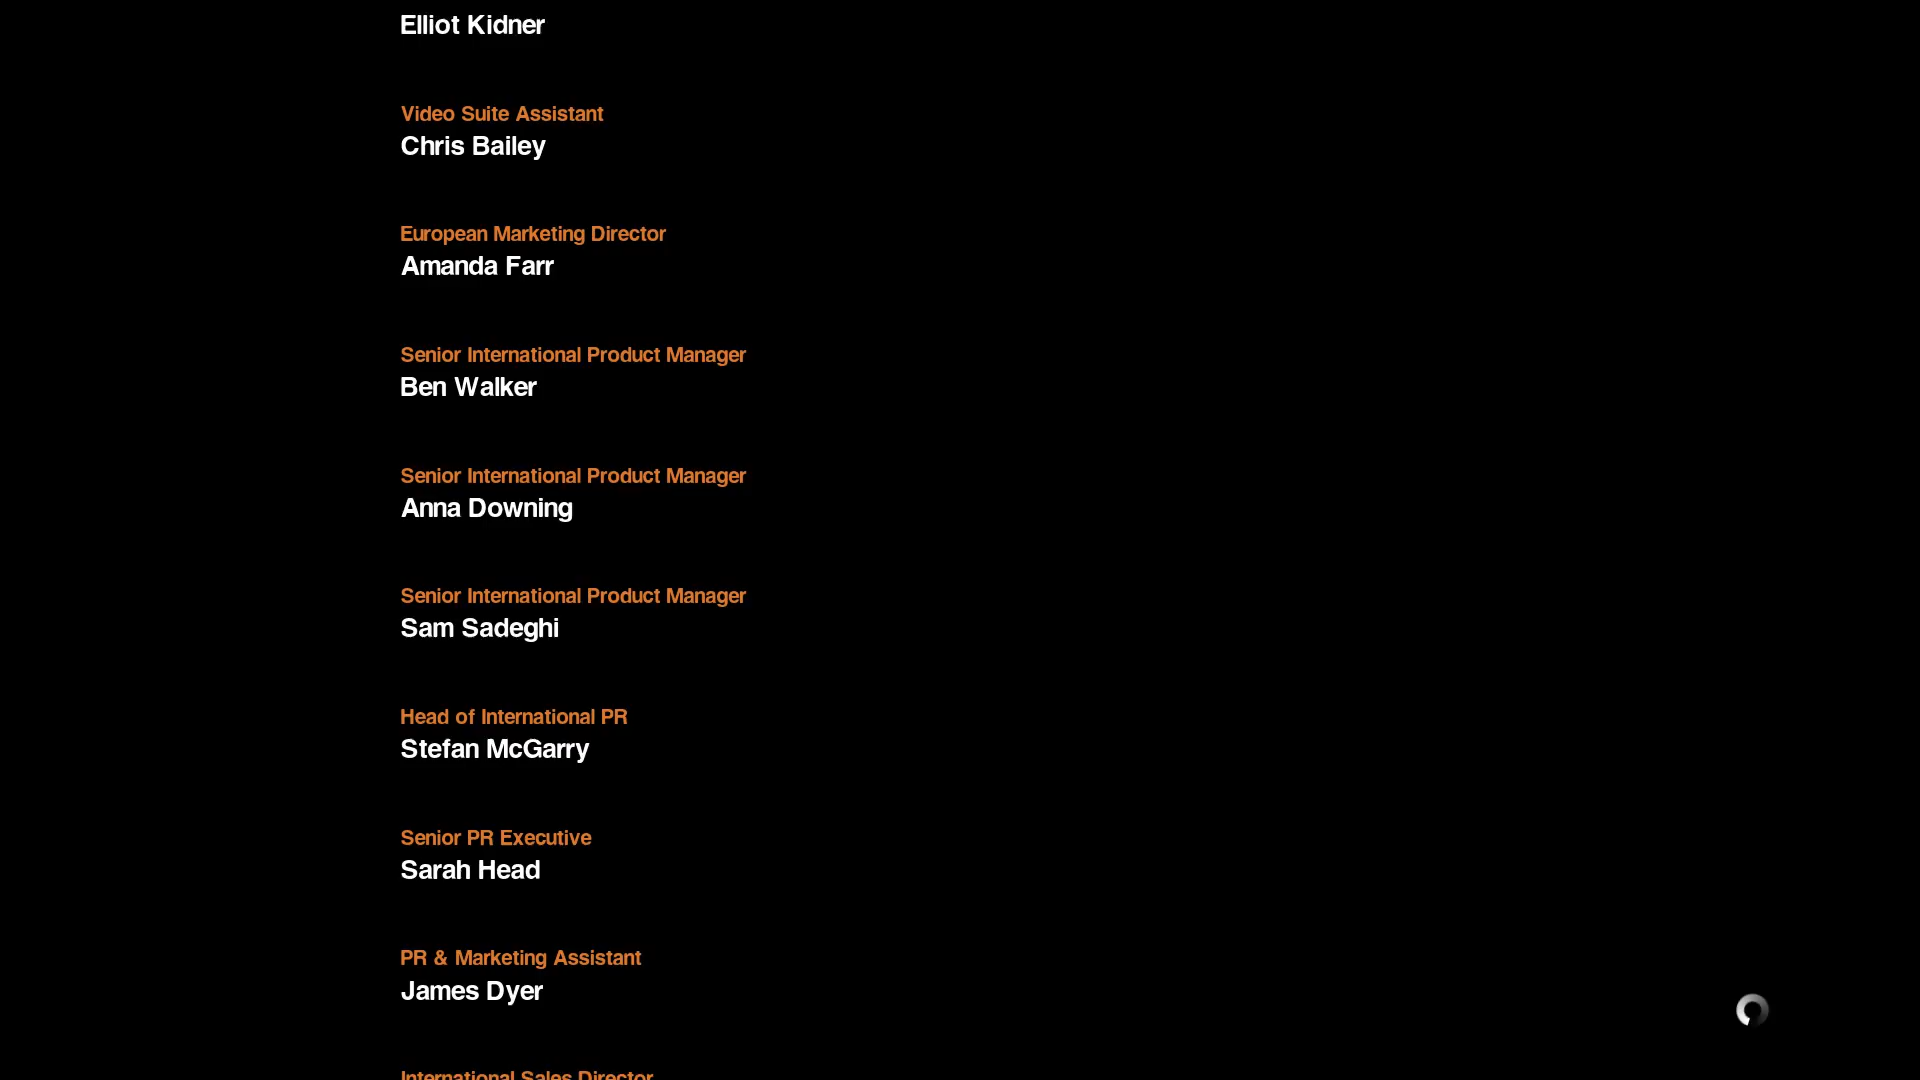 Elliot Kidner
Video Suite Assistant
Chris Bailey
European Marketing Director
Amanda Farr
Senior International Product Manager
Ben Walker
Senior International Product Manager
Anna Downing
Senior International Product Manager
Sam Sadeghi
Head of International PR
Stefan McGarry
Senior PR Executive
Sarah Head
PR & Marketing Assistant
James Dyer
International Sales Director